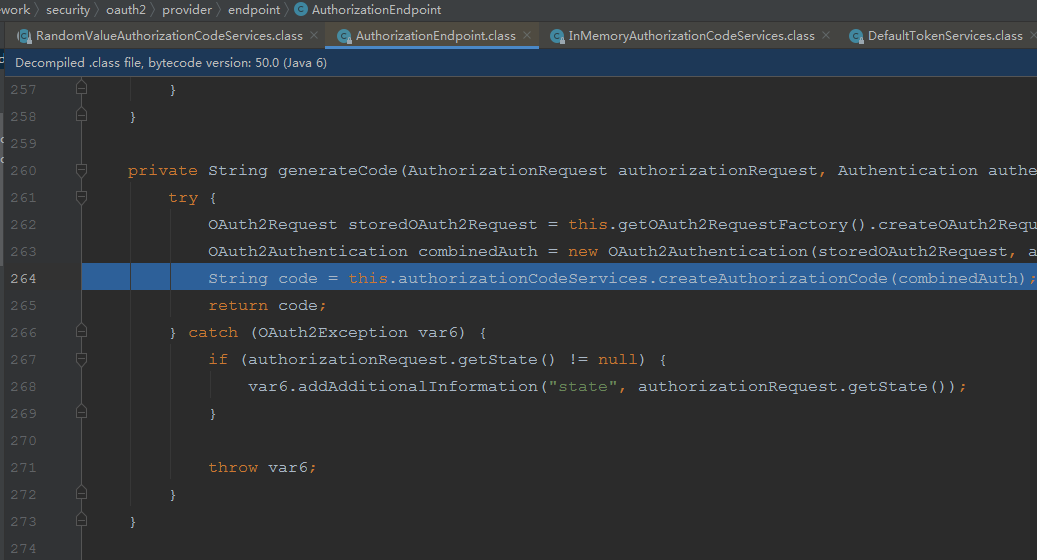 ework › security › oauth2 › provider › endpoint › AuthorizationEndpoint
RandomValueAuthorizationCodeServices.class × AuthorizationEndpoint.class × InMemoryAuthorizationCodeServices.class × DefaultTokenServices.class ×
Decompiled .class file, bytecode version: 50.0 (Java 6)
257 }
258 }
259
260 private String generateCode(AuthorizationRequest authorizationRequest, Authentication authe
261 try {
262 OAuth2Request storedOAuth2Request = this.getOAuth2RequestFactory().createOAuth2Requ
263 OAuth2Authentication combinedAuth = new OAuth2Authentication(storedOAuth2Request, a
264 String code = this.authorizationCodeServices.createAuthorizationCode(combinedAuth);
265 return code;
266 } catch (OAuth2Exception var6) {
267 if (authorizationRequest.getState() != null) {
268 var6.addAdditionalInformation("state", authorizationRequest.getState());
269 }
270
271 throw var6;
272 }
273 }
274